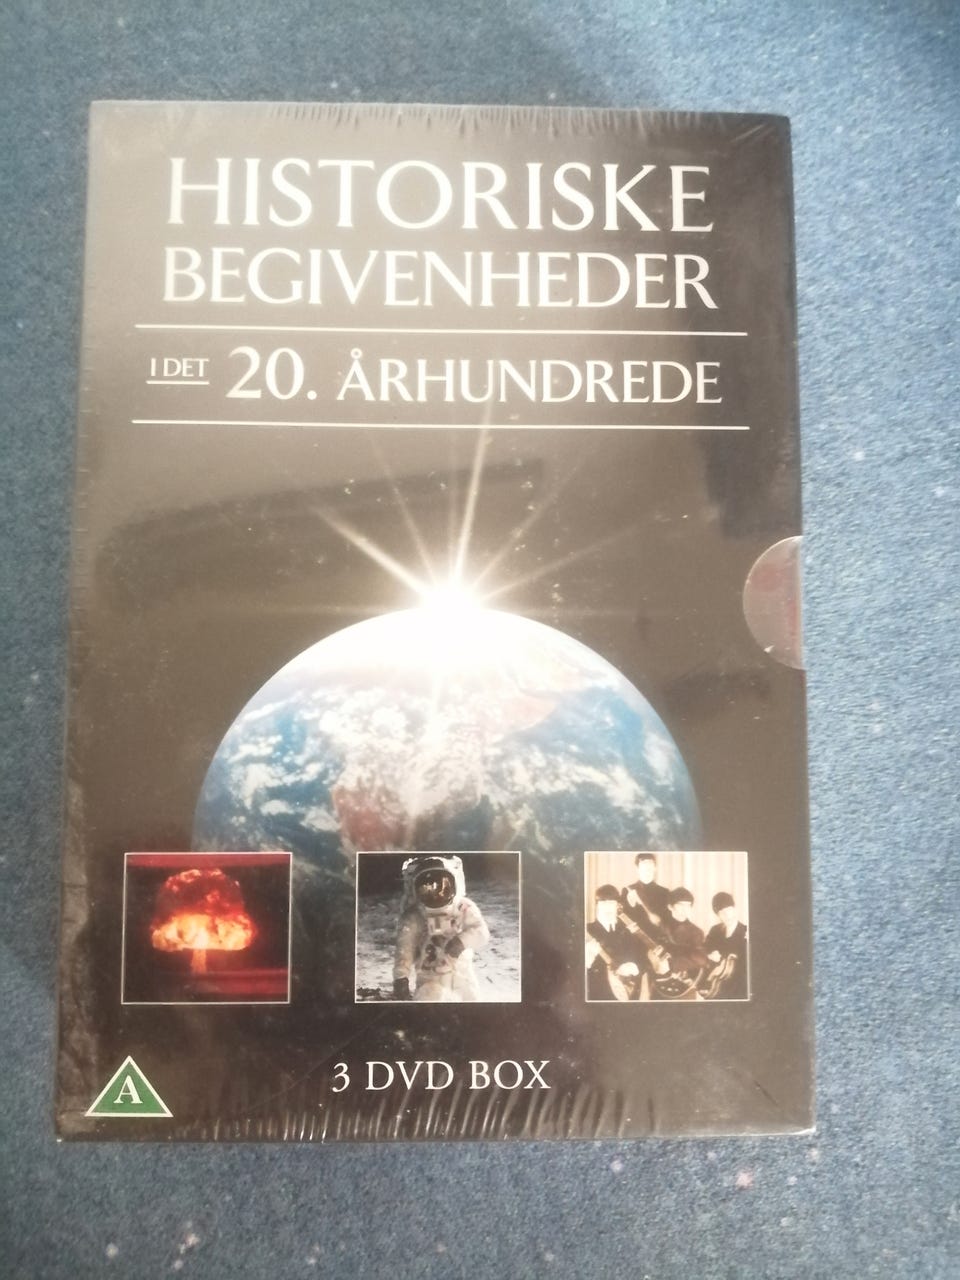 HISTORISKE
BEGIVENHEDER
I DET 20. ÅRHUNDREDE
3 DVD BOX
A